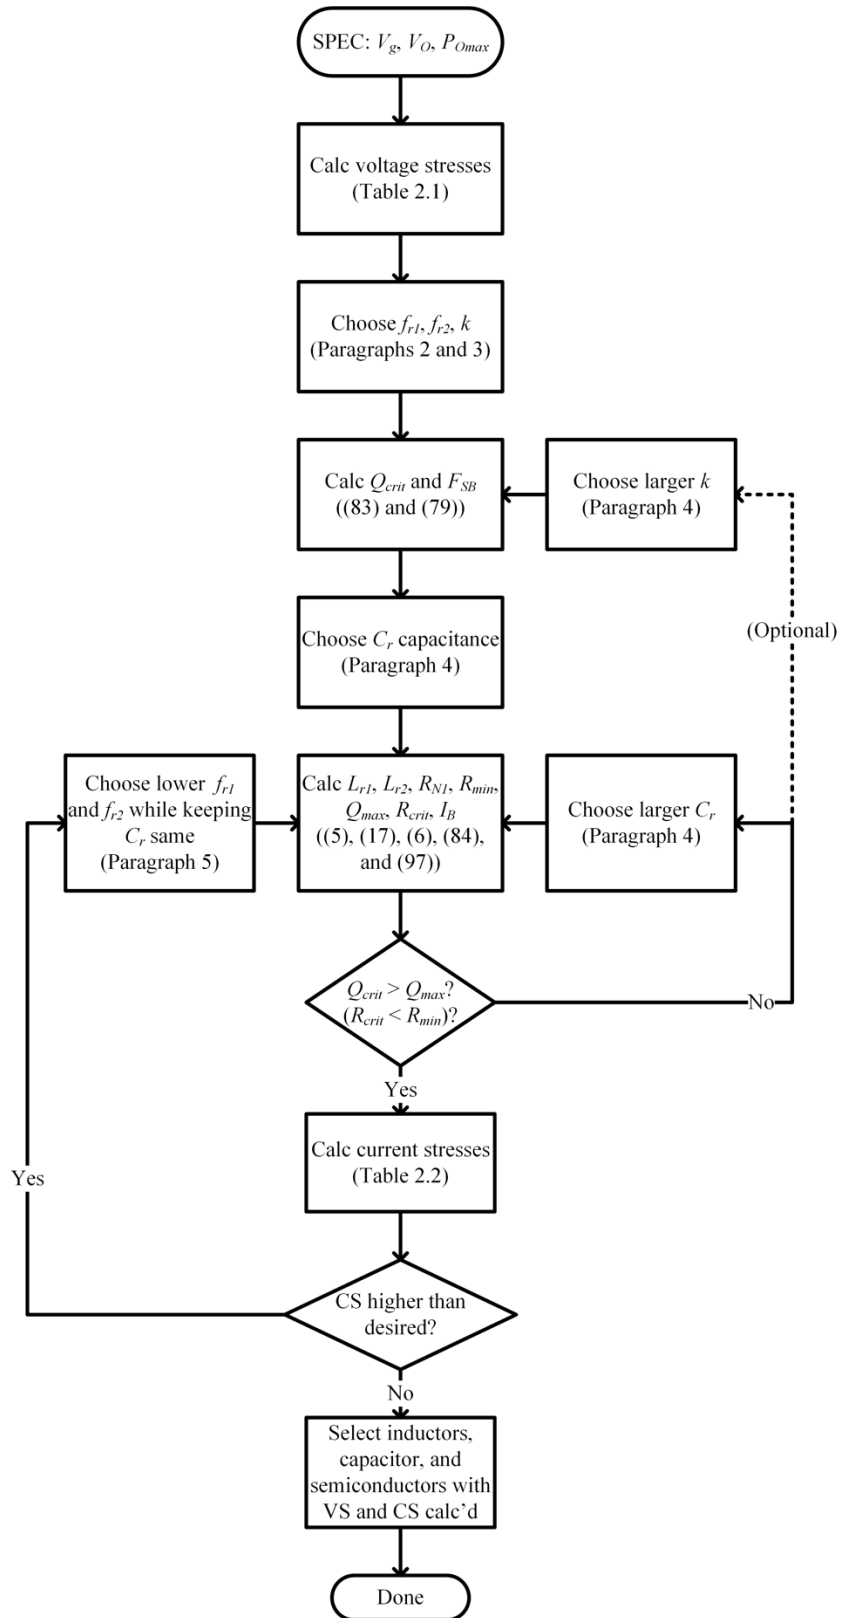 SPEC: Vg, VO, POmax
Calc voltage stresses
(Table 2.1)
Choose fr1, fr2, k
(Paragraphs 2 and 3)
Calc Qcrit and FSB
((83) and (79))
Choose larger k
(Paragraph 4)
(Optional)
Choose Cr capacitance
(Paragraph 4)
Choose lower fr1
and fr2 while keeping
Cr same
(Paragraph 5)
Calc Lr1, Lr2, RN1, Rmin,
Qmax, Rcrit, IB
((5), (17), (6), (84),
and (97))
Choose larger Cr
(Paragraph 4)
Qcrit > Qmax?
(Rcrit < Rmin)?
No
Yes
Calc current stresses
(Table 2.2)
Yes
CS higher than
desired?
No
Select inductors,
capacitor, and
semiconductors with
VS and CS calc’d
Done